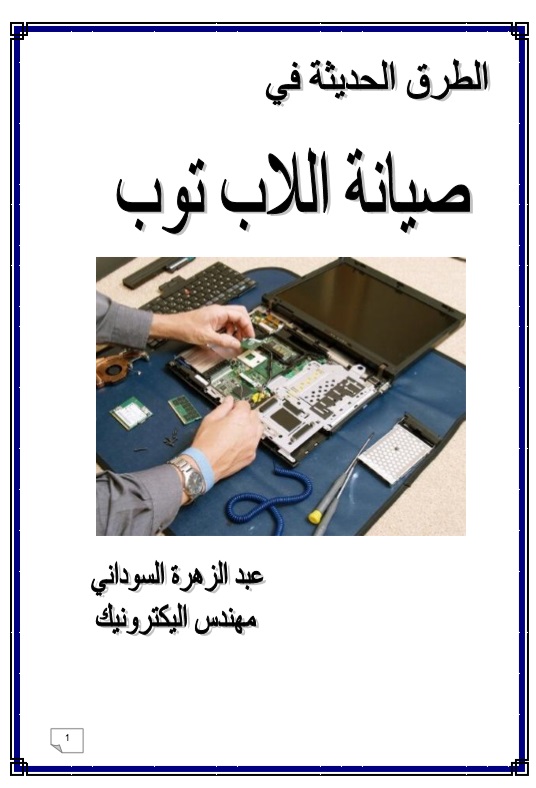 الطرق الحديثة في
صيانة اللاب توب
عبد الزهرة السوداني
مهندس اليكترونيك
1